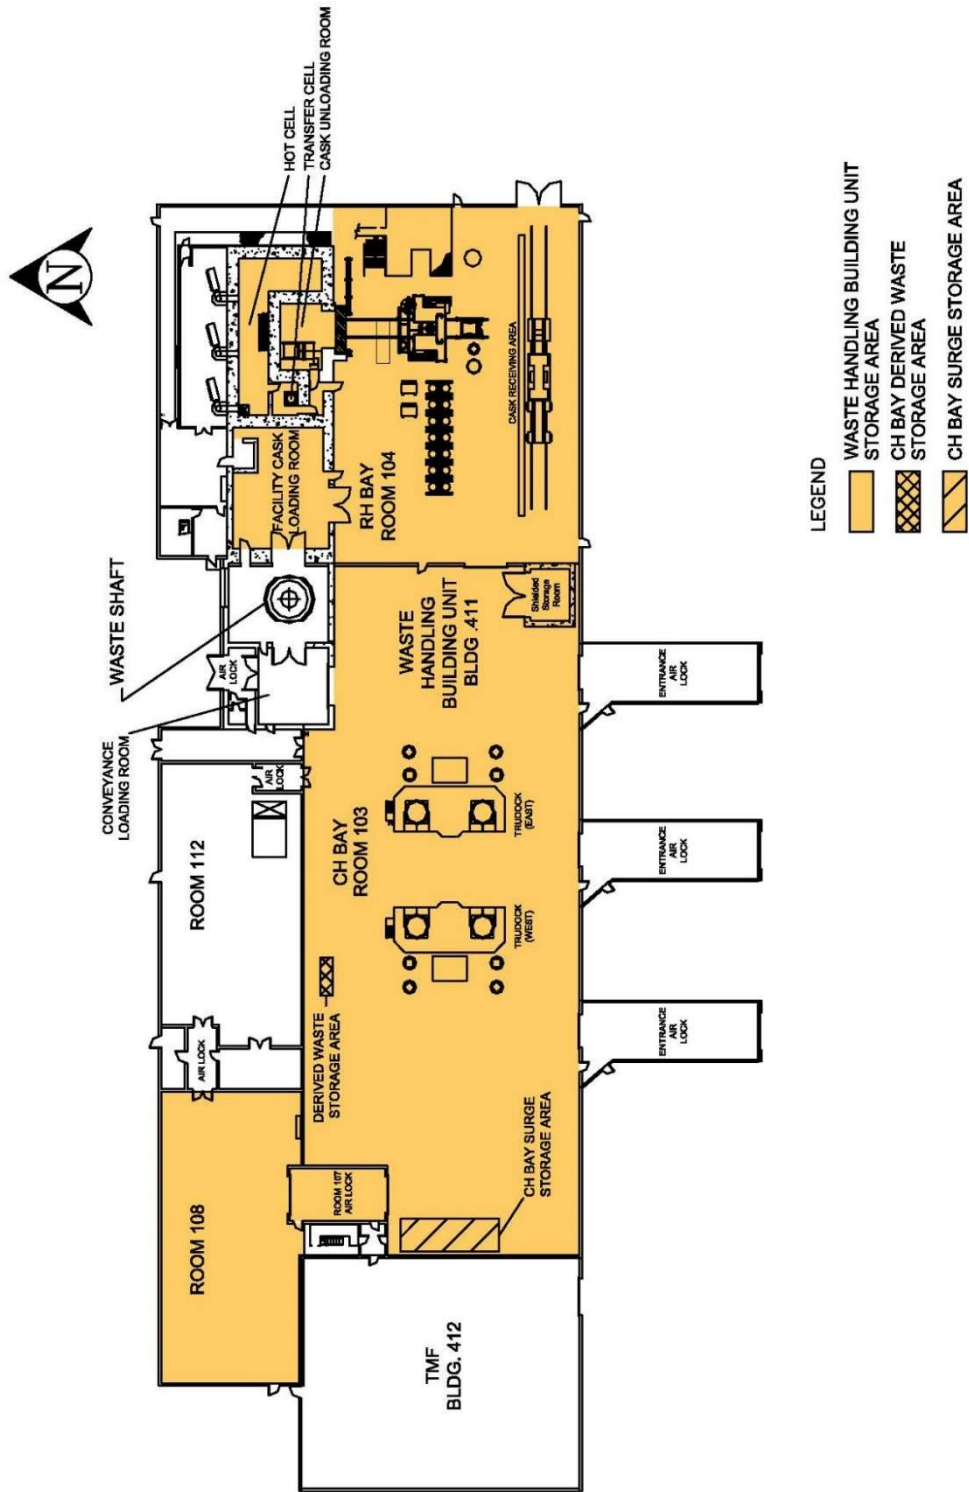 N
HOT CELL
TRANSFER CELL
CASK UNLOADING ROOM
WASTE SHAFT
CONVEYANCE
LOADING ROOM
AIR
LOCK
FACILITY CASK
LOADING ROOM
RH BAY
ROOM 104
CASK RECEIVING AREA
ROOM 112
AIR
LOCK
AIR LOCK
ROOM 108
WASTE
HANDLING
BUILDING UNIT
BLDG .411
Shielded
Storage
Room
CH BAY
ROOM 103
TRUDOCK
(EAST)
TRUDOCK
(WEST)
DERIVED WASTE
STORAGE AREA
ROOM 107
AIR LOCK
CH BAY SURGE
STORAGE AREA
TMF
BLDG. 412
ENTRANCE
AIR
LOCK
ENTRANCE
AIR
LOCK
ENTRANCE
AIR
LOCK
LEGEND
WASTE HANDLING BUILDING UNIT
STORAGE AREA
CH BAY DERIVED WASTE
STORAGE AREA
CH BAY SURGE STORAGE AREA